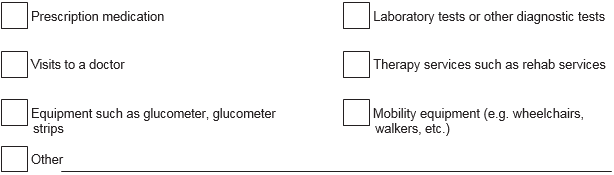 Prescription medication
Laboratory tests or other diagnostic tests
Visits to a doctor
Therapy services such as rehab services
Equipment such as glucometer, glucometer
strips
Mobility equipment (e.g. wheelchairs,
walkers, etc.)
Other